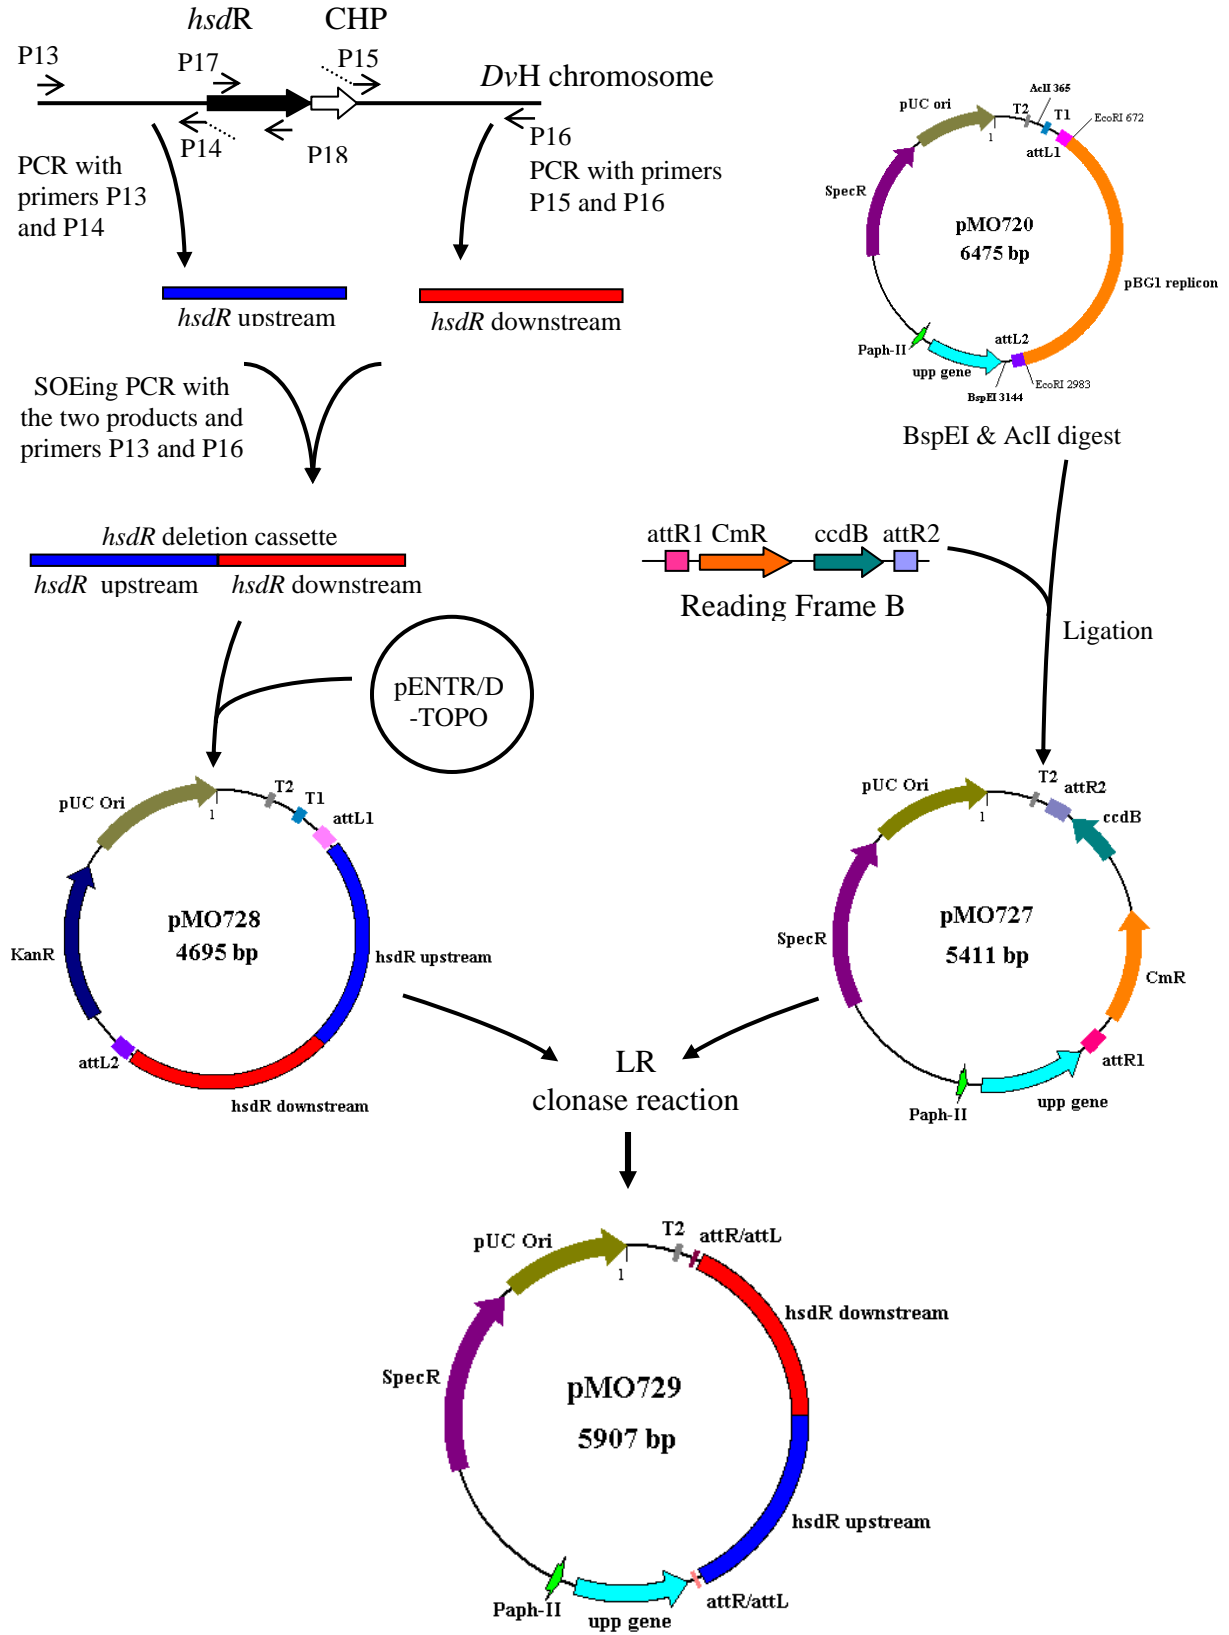 hsdR
CHP
P13
P17
P15
DvH chromosome
P14
P18
P16
PCR with
primers P13
and P14
PCR with primers
P15 and P16
hsdR upstream
hsdR downstream
SOEing PCR with
the two products and
primers P13 and P16
hsdR deletion cassette
hsdR upstream
hsdR downstream
pENTR/D
-TOPO
pUC ori
T2
AclI 365
T1
EcoRI 672
1
attL1
SpecR
pMO720
6475 bp
pBG1 replicon
Paph-II
attL2
upp gene
EcoRI 2983
BspEI 3144
BspEI & AclI digest
attR1 CmR
ccdB
attR2
Reading Frame B
Ligation
pUC Ori
T2
T1
attL1
1
pMO728
4695 bp
KanR
hsdR upstream
attL2
hsdR downstream
pUC Ori
T2
attR2
ccdB
1
SpecR
pMO727
5411 bp
CmR
attR1
Paph-II
upp gene
LR
clonase reaction
pUC Ori
T2
attR/attL
1
hsdR downstream
SpecR
pMO729
5907 bp
hsdR upstream
Paph-II
upp gene
attR/attL